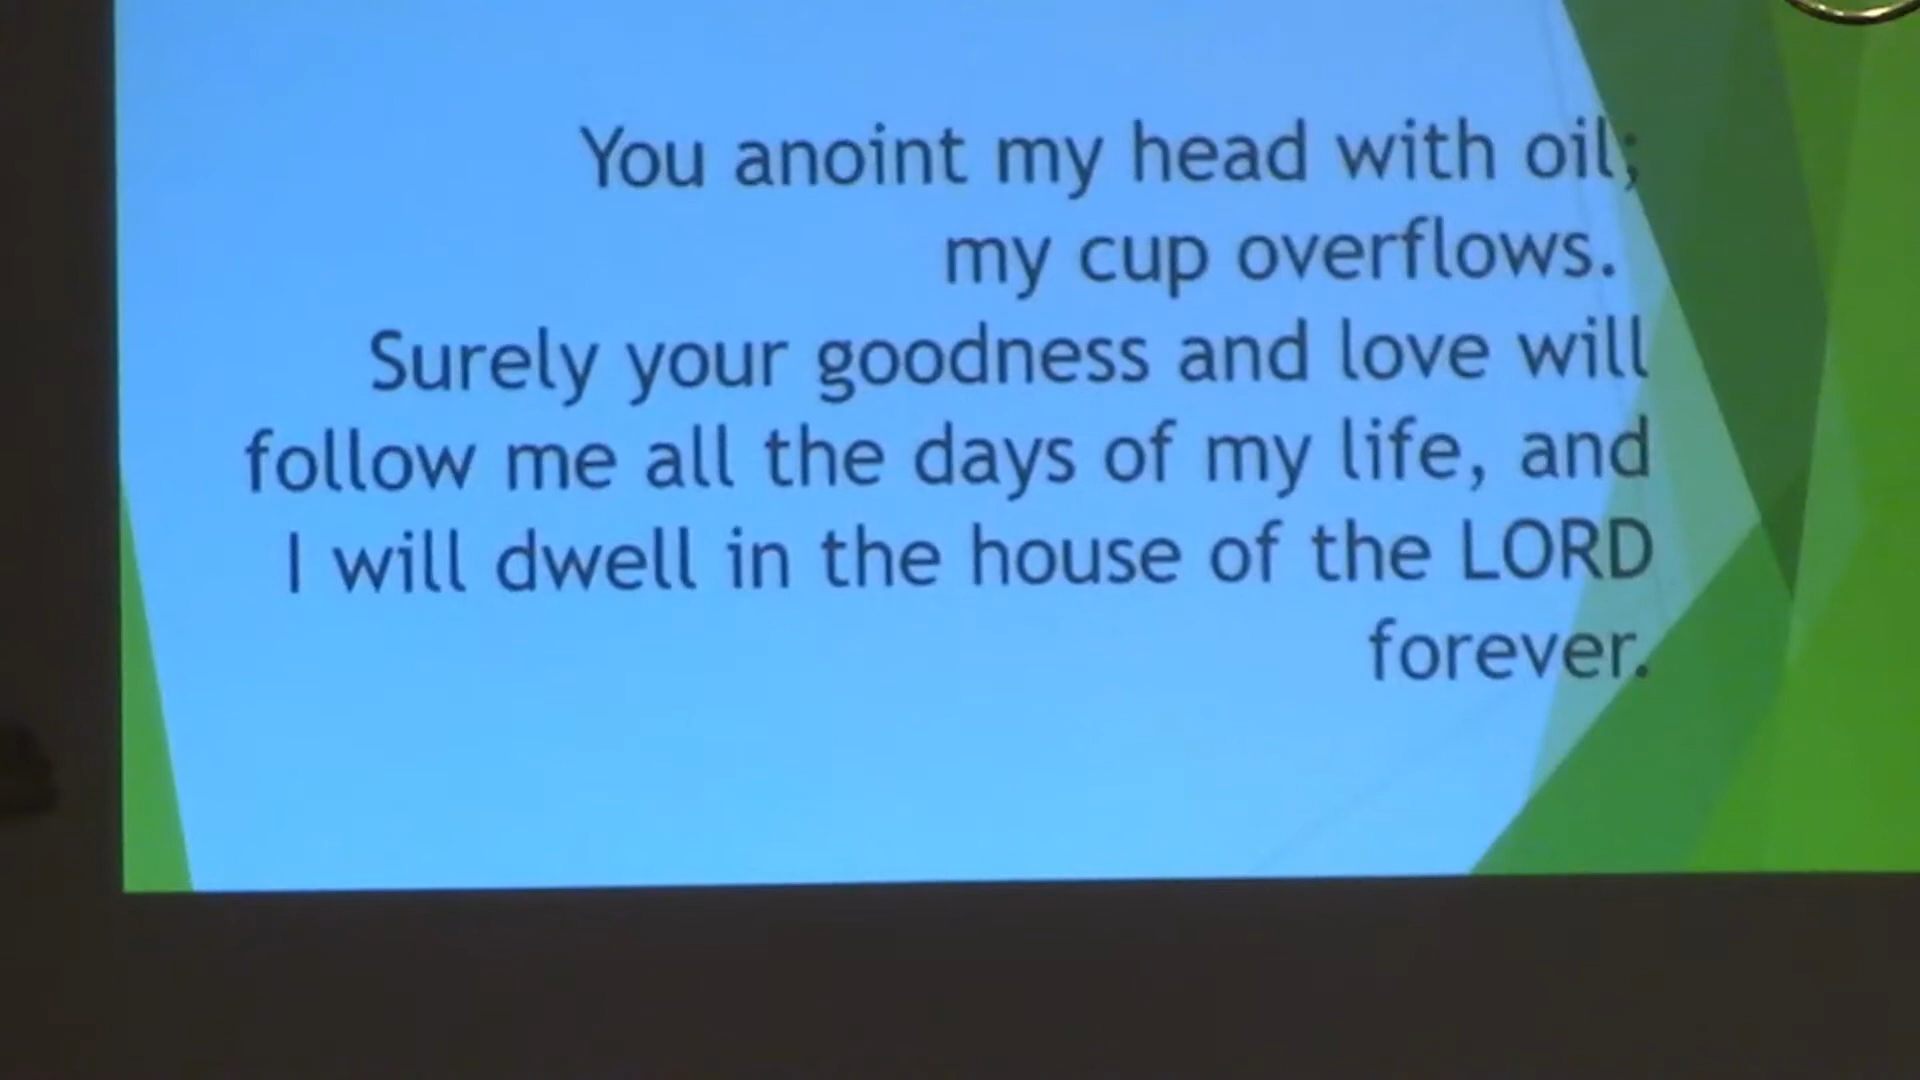 You anoint my head with oil;
my cup overflows.
Surely your goodness and love will
follow me all the days of my life, and
I will dwell in the house of the LORD
forever.